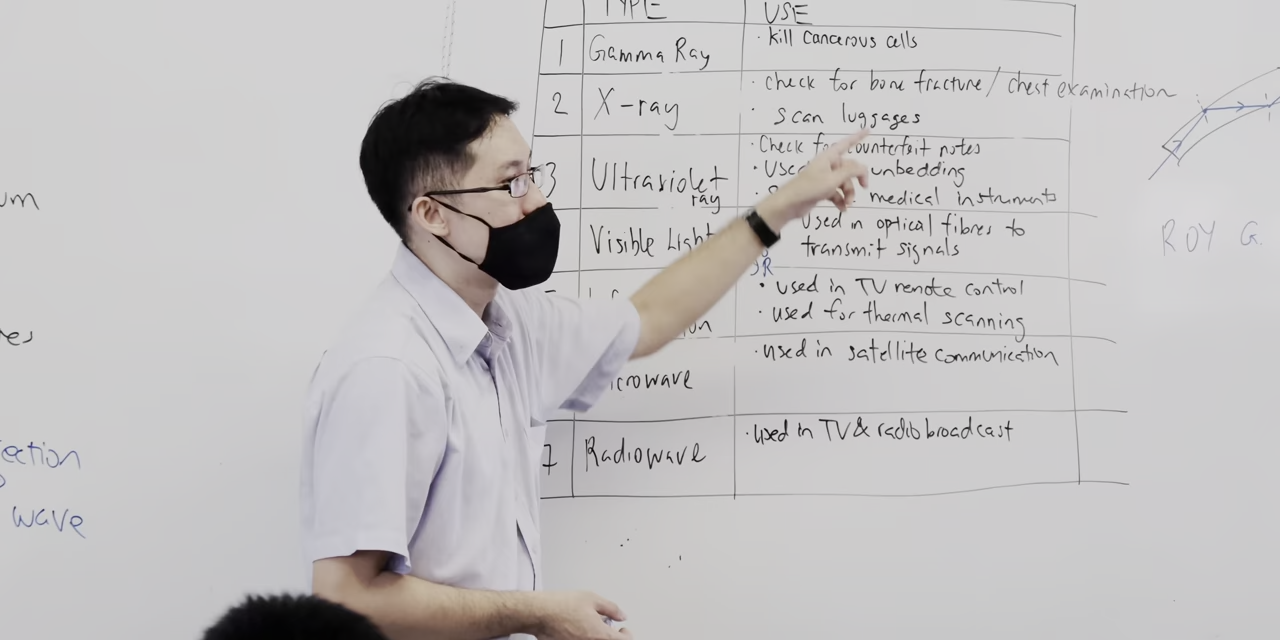 TYPE
USE
1
Gamma Ray
· kill cancerous cells
2
X-ray
· check for bone fracture / chest examination
· scan luggages
3
Ultraviolet
ray
· Check for counterfeit notes
· Used unbedding
medical instruments
Visible Light
used in optical fibres to
transmit signals
· used in TV remote control
· used for thermal scanning
icrowave
· used in satellite communication
7
Radiowave
· used in TV & radio broadcast
um
es
ection
wave
ROY G.